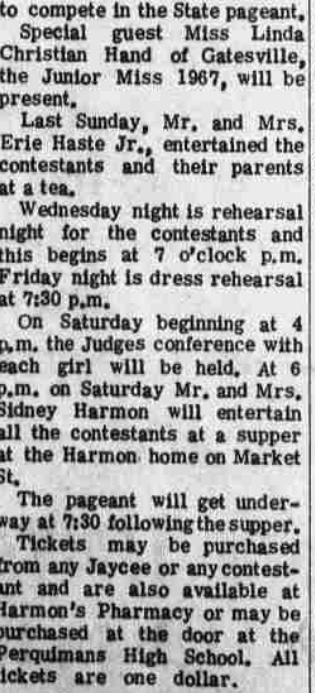 to compete in the State pageant.
Special guest Miss Linda
Christian Hand of Gatesville,
the Junior Miss 1967, will be
present.
Last Sunday, Mr. and Mrs.
Erie Haste Jr., entertained the
contestants and their parents
at a tea.
Wednesday night is rehearsal
night for the contestants and
this begins at 7 o'clock p.m.
Friday night is dress rehearsal
at 7:30 p.m.
On Saturday beginning at 4
p.m. the Judges conference with
each girl will be held. At 6
p.m. on Saturday Mr. and Mrs.
Sidney Harmon will entertain
all the contestants at a supper
at the Harmon home on Market
St.
The pageant will get under-
way at 7:30 following the supper.
Tickets may be purchased
from any Jaycee or any contest-
ant and are also available at
Harmon's Pharmacy or may be
purchased at the door at the
Perquimans High School. All
tickets are one dollar.